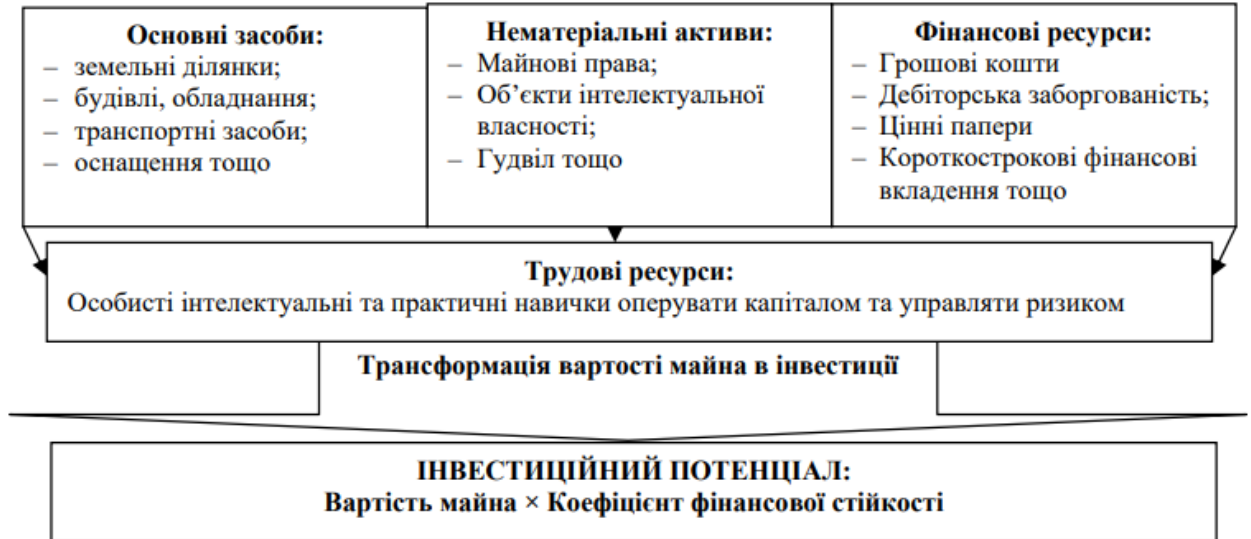 Основні засоби:
– земельні ділянки;
– будівлі, обладнання;
– транспортні засоби;
– оснащення тощо
Нематеріальні активи:
– Майнові права;
– Об’єкти інтелектуальної
власності;
– Гудвіл тощо
Фінансові ресурси:
– Грошові кошти
– Дебіторська заборгованість;
– Цінні папери
– Короткострокові фінансові
вкладення тощо
Трудові ресурси:
Особисті інтелектуальні та практичні навички оперувати капіталом та управляти ризиком
Трансформація вартості майна в інвестиції
ІНВЕСТИЦІЙНИЙ ПОТЕНЦІАЛ:
Вартість майна × Коефіцієнт фінансової стійкості